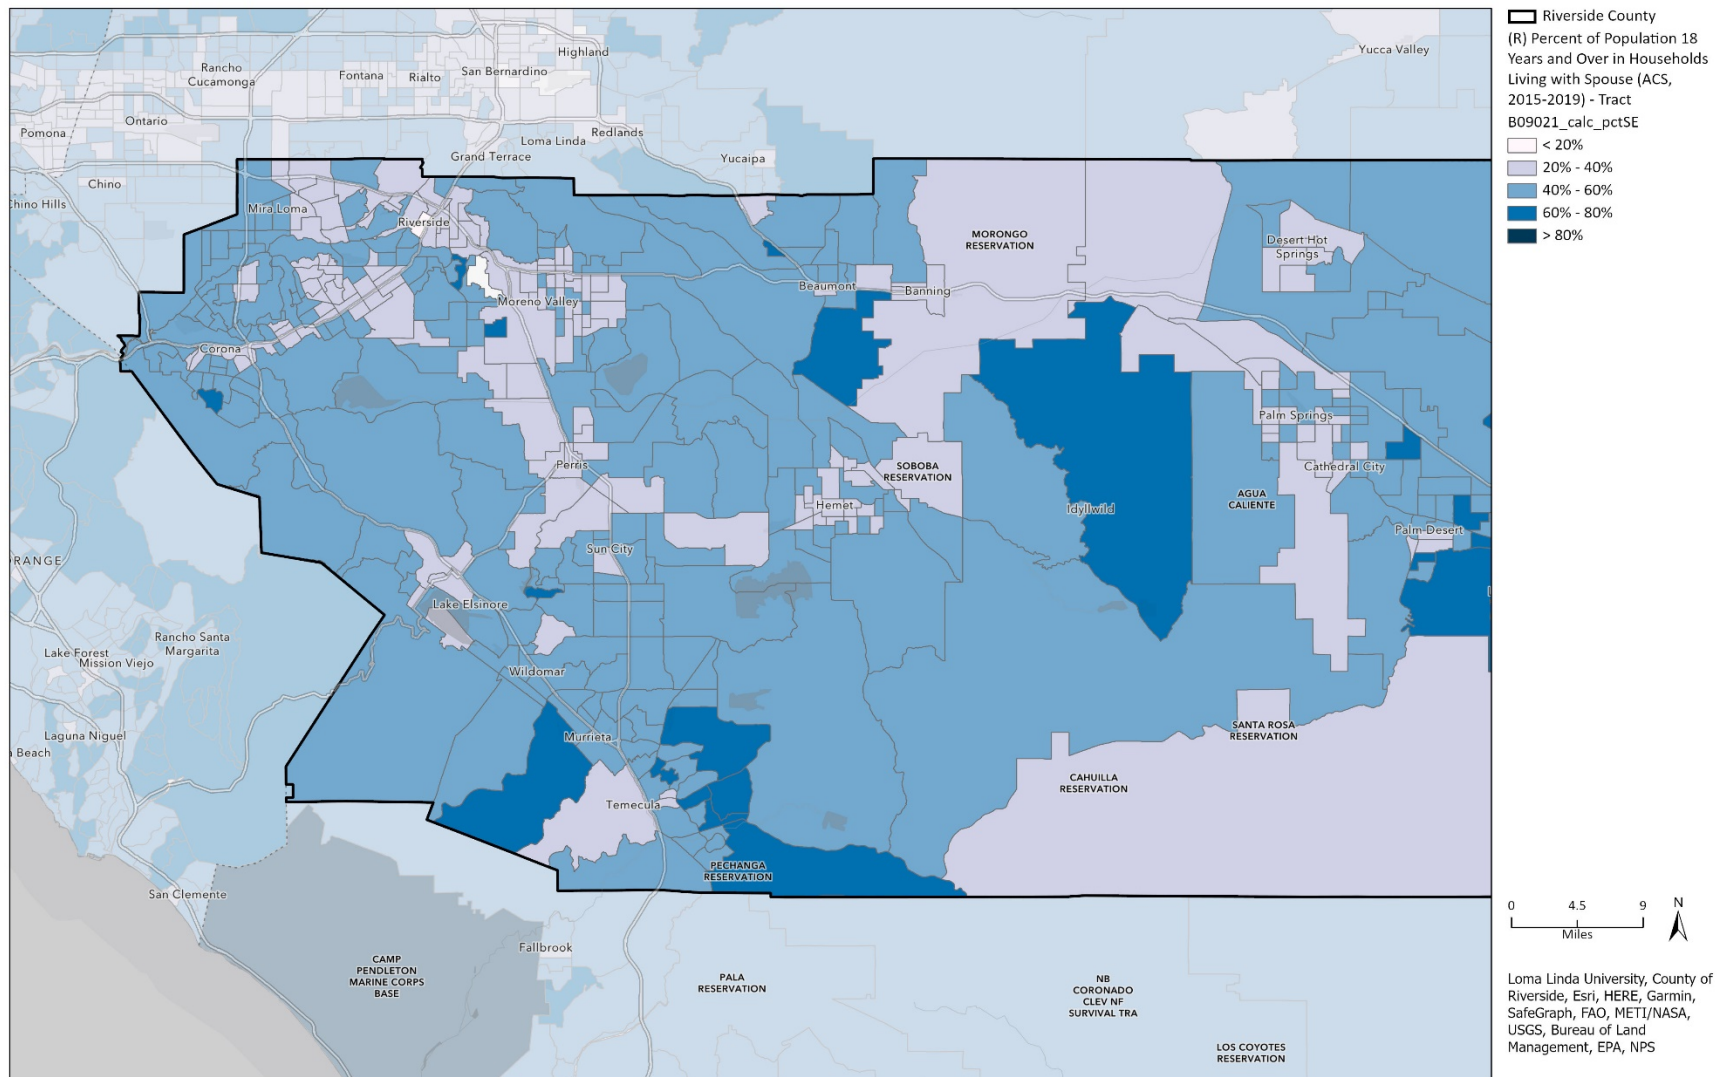 Riverside County
(R) Percent of Population 18
Years and Over in Households
Living with Spouse (ACS,
2015-2019) - Tract
B09021_calc_pctSE
< 20%
20% - 40%
40% - 60%
60% - 80%
> 80%
Highland
Yucca Valley
Rancho
Cucamonga
Fontana
Rialto
San Bernardino
Ontario
Pomona
Redlands
Loma Linda
Grand Terrace
Yucaipa
Chino
Chino Hills
Mira Loma
Riverside
MORONGO
RESERVATION
Desert Hot
Springs
Moreno Valley
Beaumont
Banning
Corona
Palm Springs
Perris
SOBOBA
RESERVATION
Cathedral City
Hemet
Idyllwild
AGUA
CALIENTE
Palm Desert
Sun City
ORANGE
Lake Elsinore
Rancho Santa
Margarita
Lake Forest
Mission Viejo
Wildomar
Laguna Niguel
a Beach
Murrieta
SANTA ROSA
RESERVATION
CAHUILLA
RESERVATION
Temecula
PECHANGA
RESERVATION
San Clemente
Fallbrook
CAMP
PENDLETON
MARINE CORPS
BASE
PALA
RESERVATION
NB
CORONADO
CLEV NF
SURVIVAL TRA
LOS COYOTES
RESERVATION
0 4.5 9
Miles
N
Loma Linda University, County of
Riverside, Esri, HERE, Garmin,
SafeGraph, FAO, METI/NASA,
USGS, Bureau of Land
Management, EPA, NPS